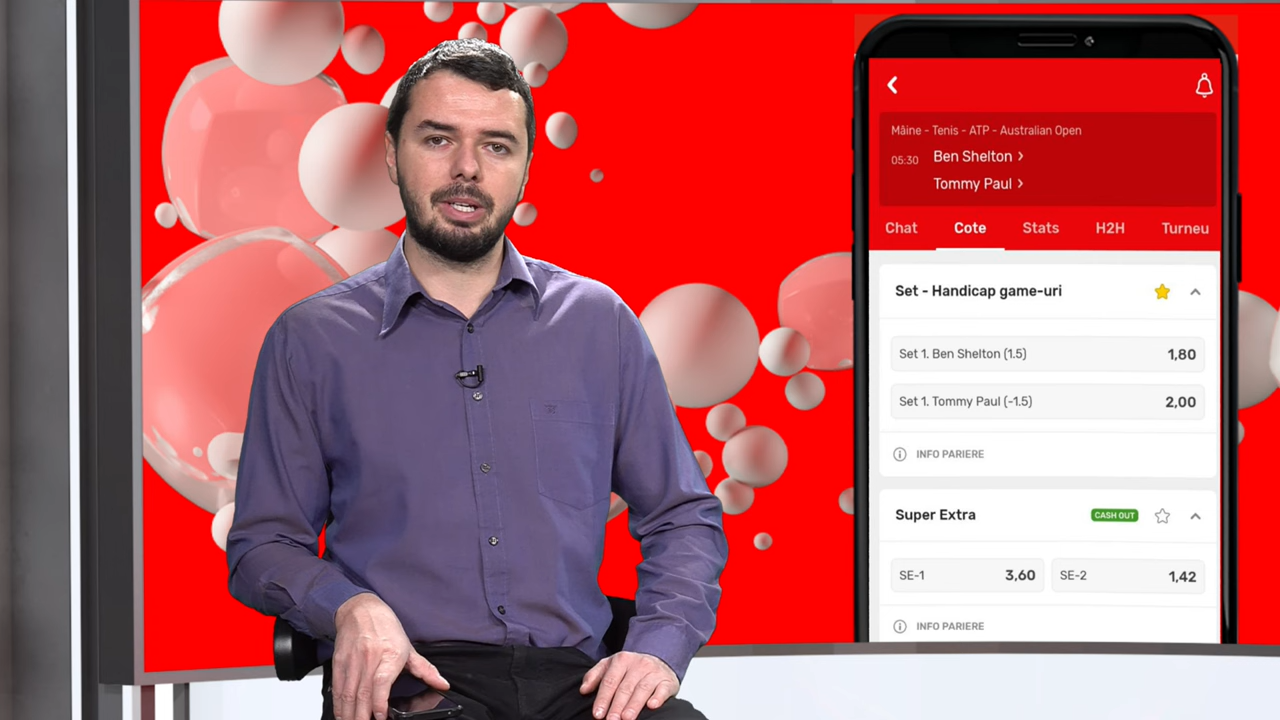 Mâine - Tenis - ATP - Australian Open
05:30
Ben Shelton
Tommy Paul
Chat Cote Stats H2H Turneu
Set - Handicap game-uri
Set 1. Ben Shelton (1.5) 1,80
Set 1. Tommy Paul (-1.5) 2,00
INFO PARIERE
Super Extra CASH OUT
SE-1 3,60 SE-2 1,42
INFO PARIERE